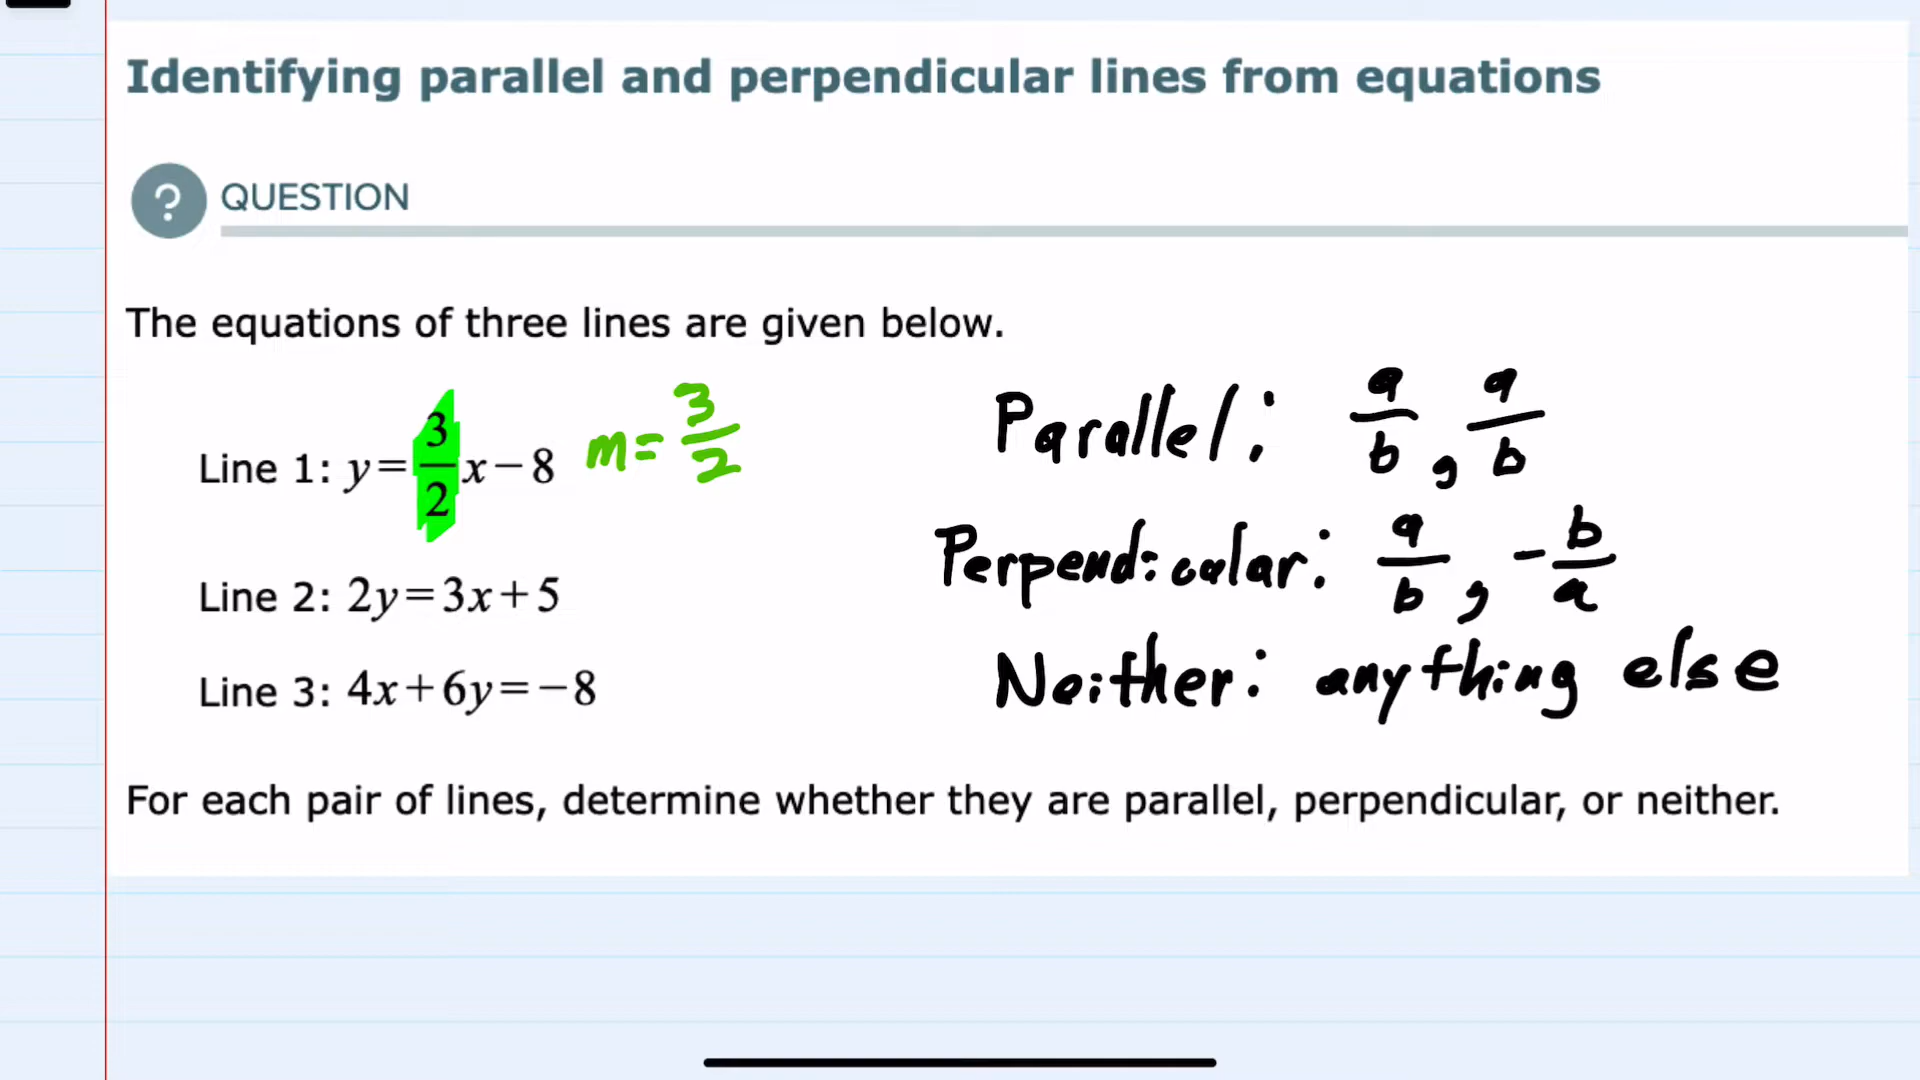 Identifying parallel and perpendicular lines from equations
? QUESTION
The equations of three lines are given below.
Line 1: y=3/2x−8 m=3/2
Line 2: 2y=3x+5
Line 3: 4x+6y=−8
Parallel: a/b, a/b
Perpendicular: a/b, -b/a
Neither: anything else
For each pair of lines, determine whether they are parallel, perpendicular, or neither.